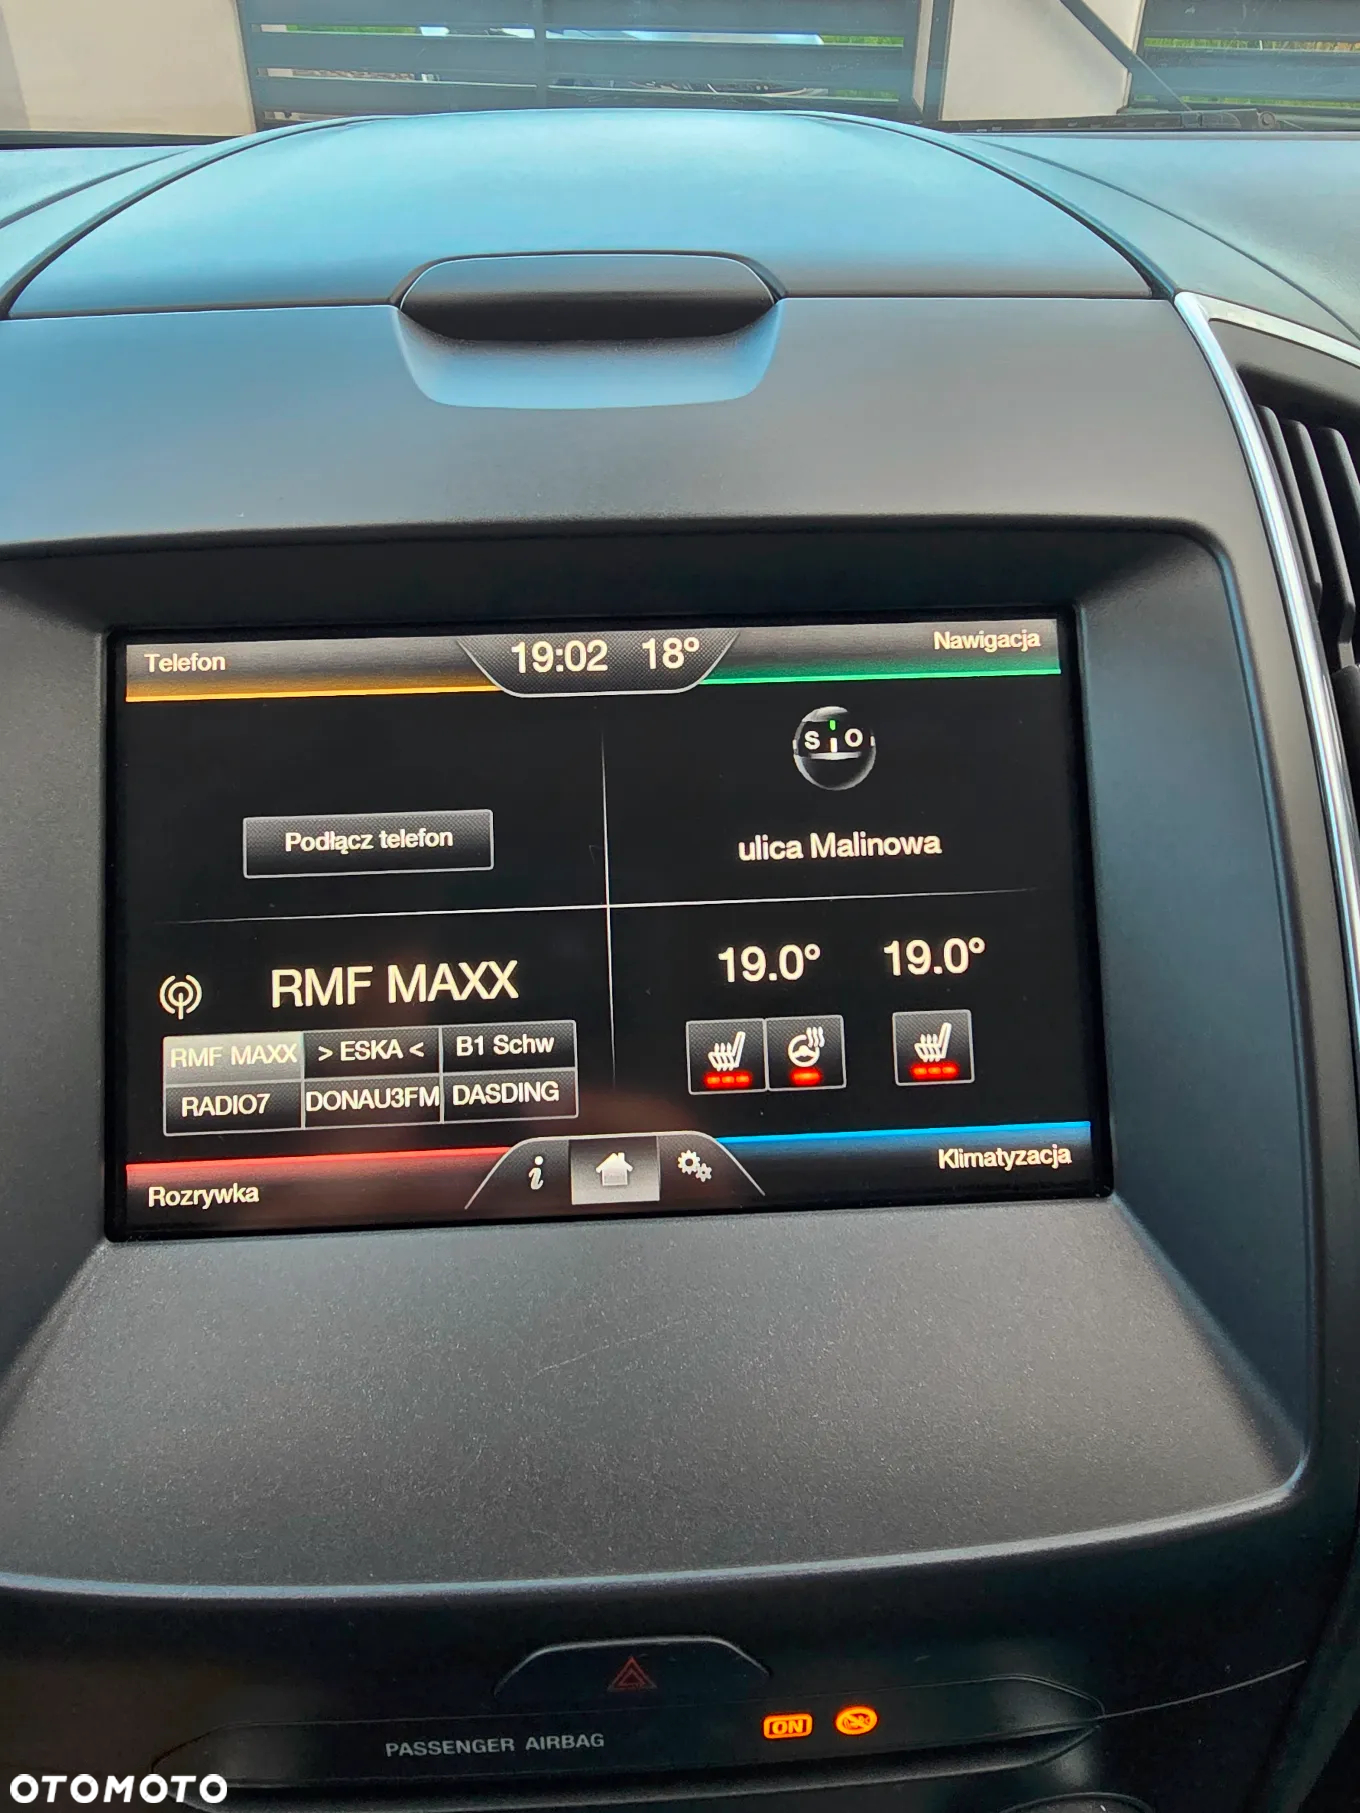 Telefon
19:02 18°
Nawigacja
S O
Podłącz telefon
ulica Malinowa
19.0° 19.0°
RMF MAXX
RMF MAXX > ESKA < B1 Schw
RADIO7 DONAU3FM DASDING
i
Rozrywka
Klimatyzacja
PASSENGER AIRBAG
ON
OTOMOTO